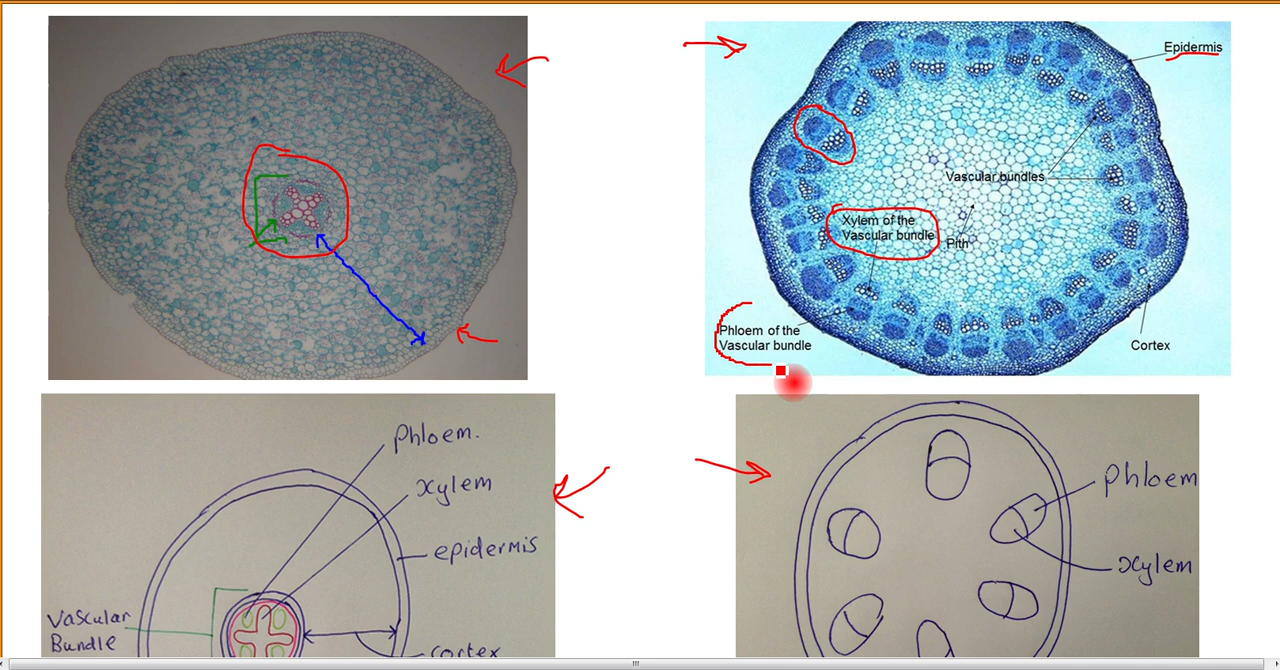 Epidermis
Vascular bundles
Xylem of the
Vascular bundle
Pith
Phloem of the
Vascular bundle
Cortex
Phloem.
xylem
epidermis
Vascular
Bundle
cortex
phloem
xylem